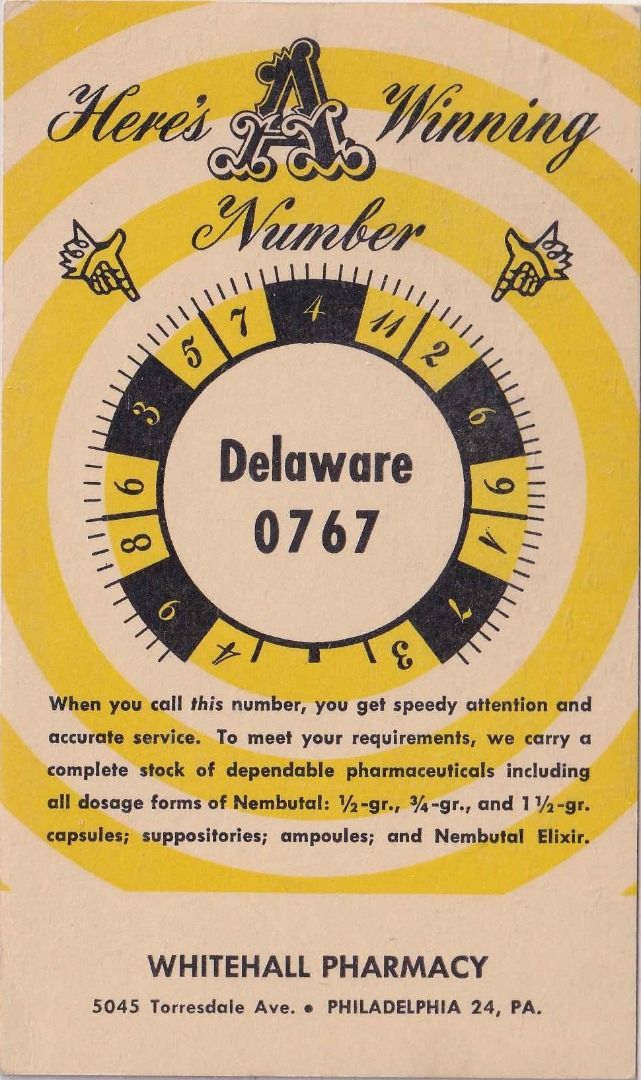 Here's A Winning
Number
5 7 4 11 2
3 6
9 9
8 1
6 7
4 3
Delaware
0767
When you call this number, you get speedy attention and
accurate service. To meet your requirements, we carry a
complete stock of dependable pharmaceuticals including
all dosage forms of Nembutal: ½-gr., ¾-gr., and 1½-gr.
capsules; suppositories; ampoules; and Nembutal Elixir.
WHITEHALL PHARMACY
5045 Torresdale Ave. • PHILADELPHIA 24, PA.